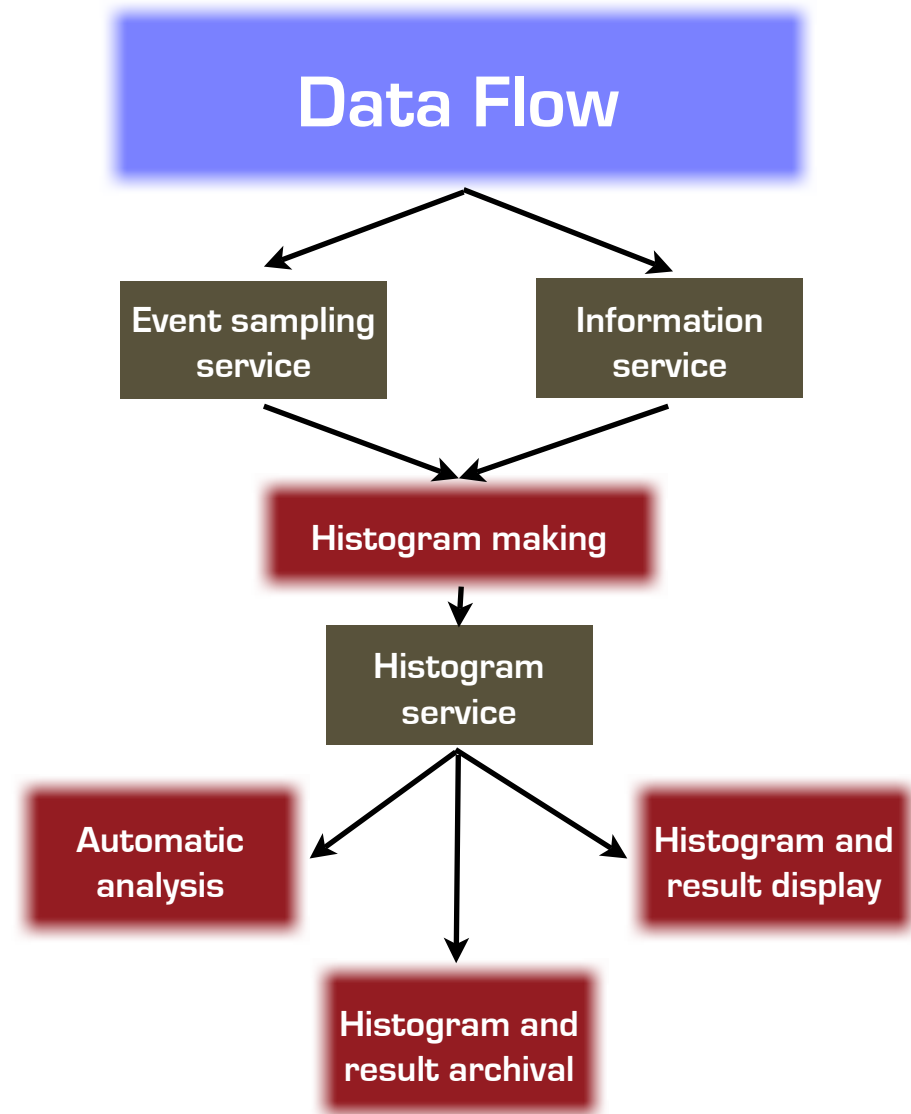 Data Flow
Event sampling
service
Information
service
Histogram making
Histogram
service
Automatic
analysis
Histogram and
result display
Histogram and
result archival